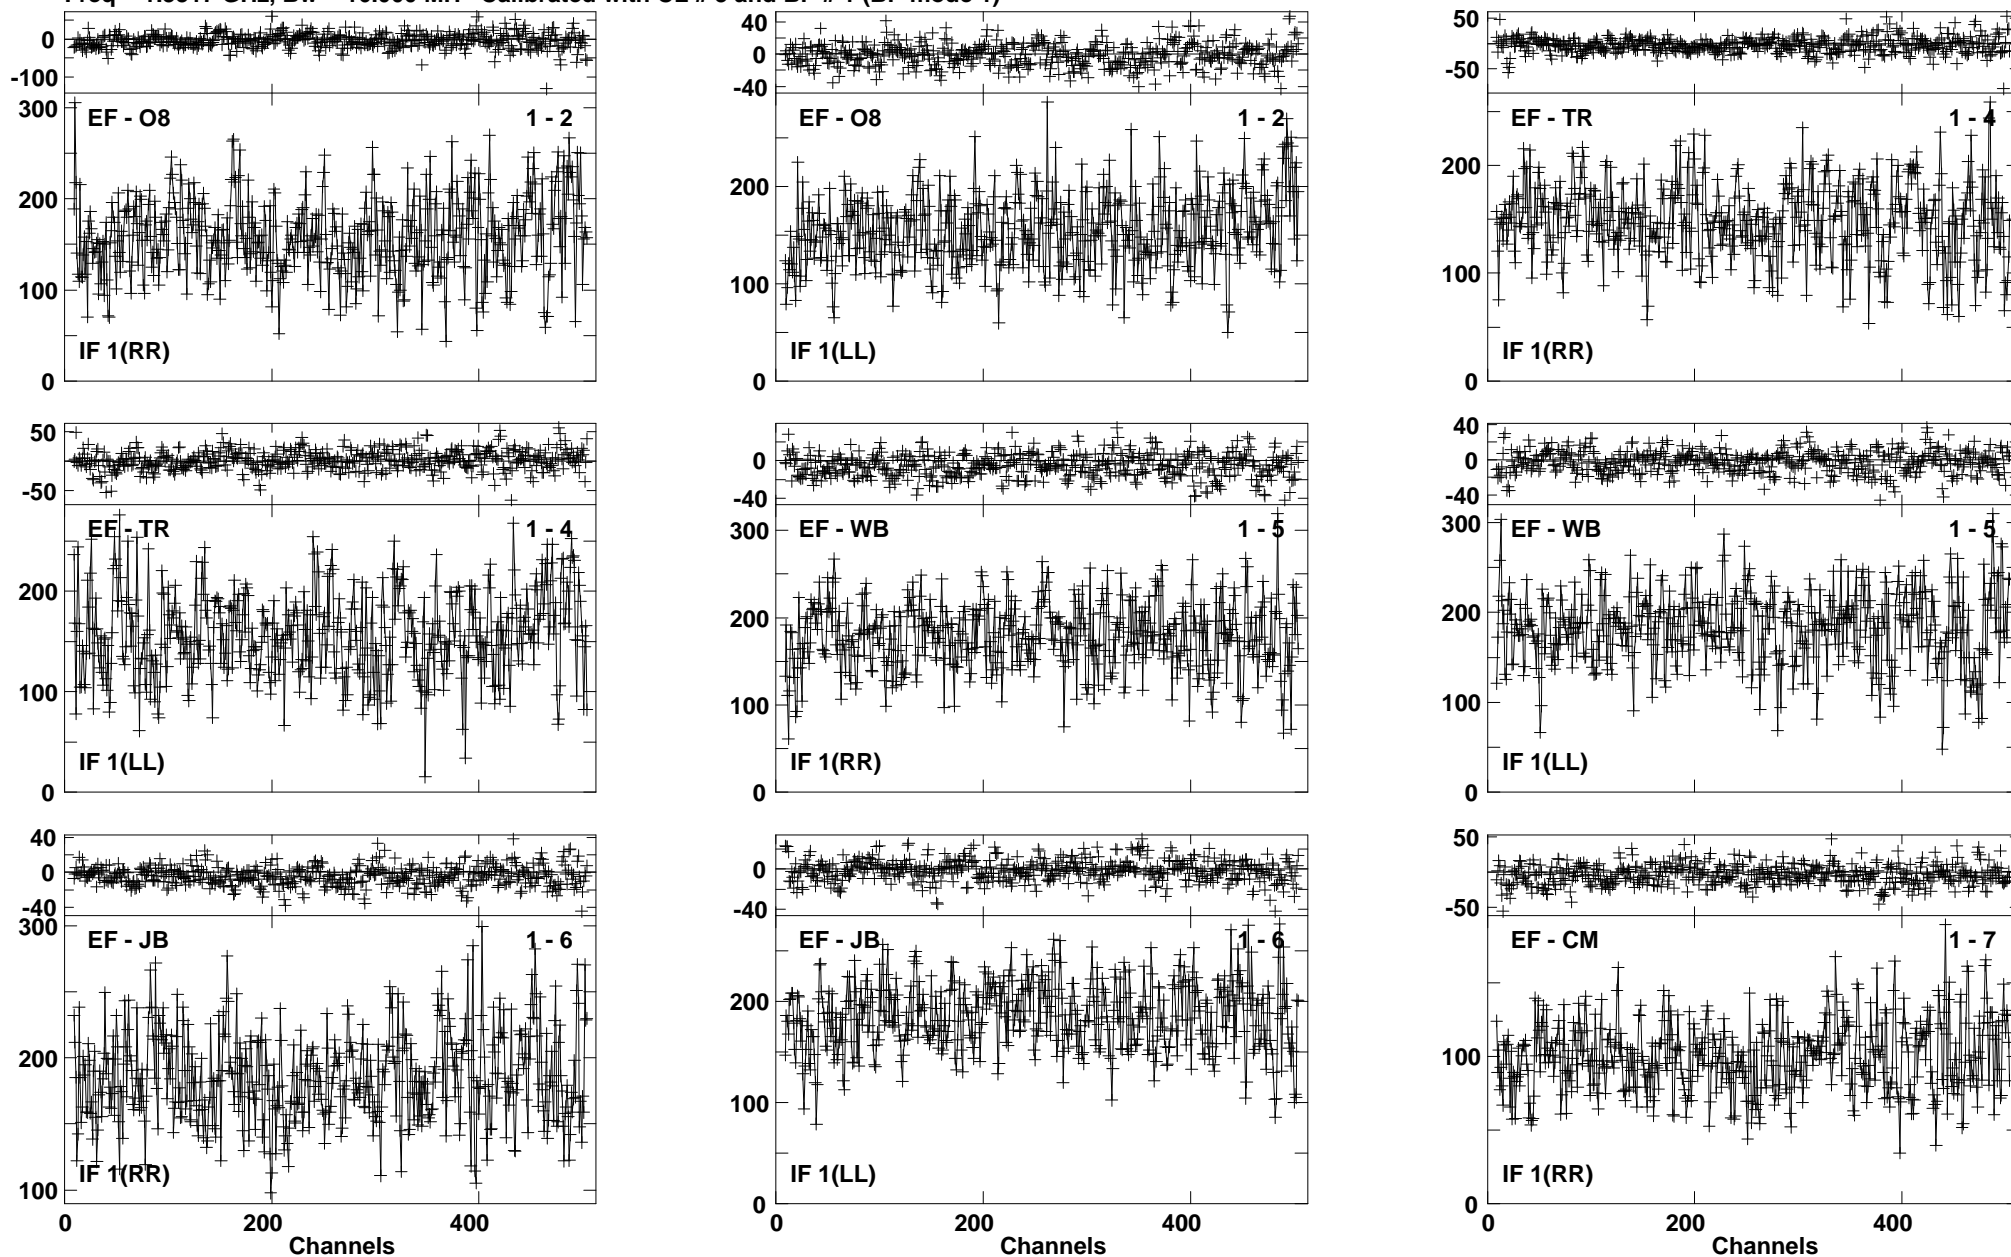 0 -100 40 20 0 -20 -40 50 -50
300 200 100 0 EF - O8 1 - 2 IF 1(RR)
200 100 0 EF - O8 1 - 2 IF 1(LL)
200 100 0 EF - TR 1 - 4 IF 1(RR)
50 -50 40 0 -40 40 20 0 -20 -40
200 100 0 EF - TR 1 - 4 IF 1(LL)
300 200 100 0 EF - WB 1 - 5 IF 1(RR)
300 200 100 0 EF - WB 1 - 5 IF 1(LL)
40 20 0 -40 0 -40 50 -50
300 200 100 EF - JB 1 - 6 IF 1(RR)
200 100 0 EF - JB 1 - 6 IF 1(LL)
100 0 EF - CM 1 - 7 IF 1(RR)
0 200 400 0 200 400 0 200 400
Channels Channels Channels